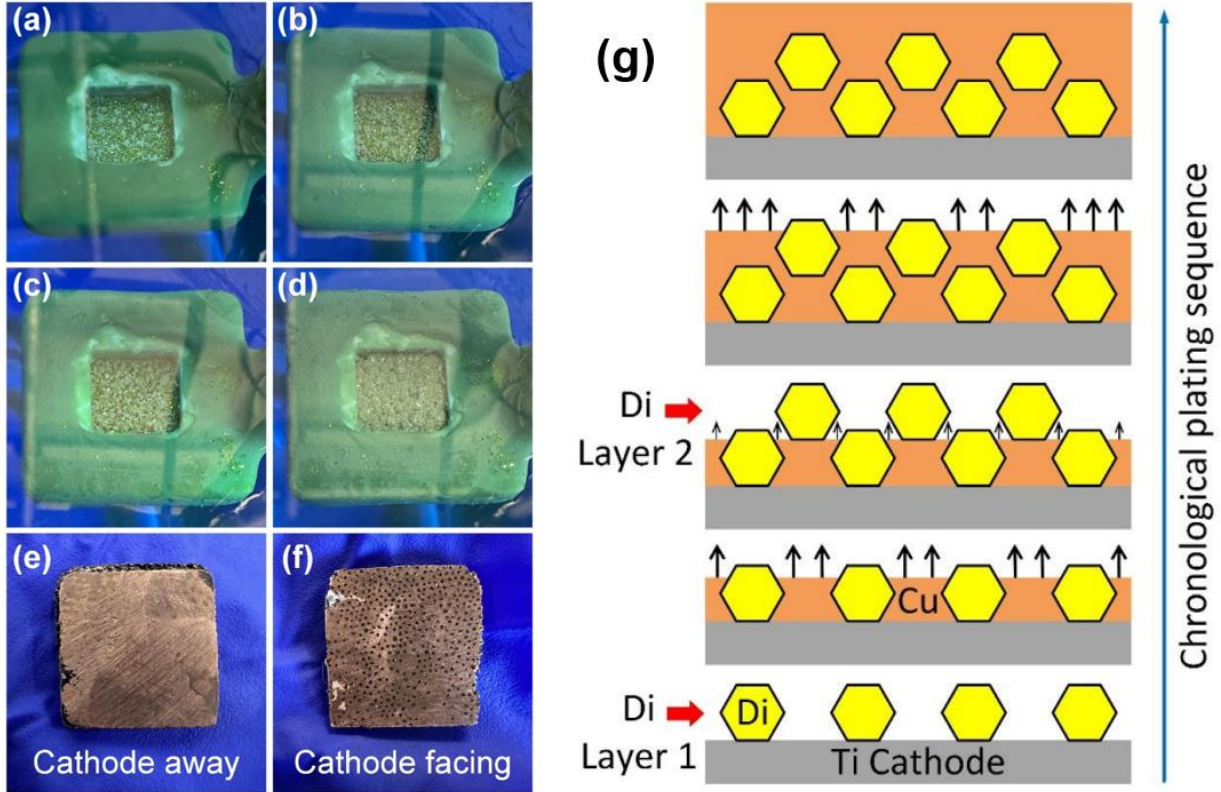 (a)
(b)
(c)
(d)
(e)
Cathode away
(f)
Cathode facing
(g)
Di
Layer 2
Cu
Di
Layer 1
Di
Ti Cathode
Chronological plating sequence